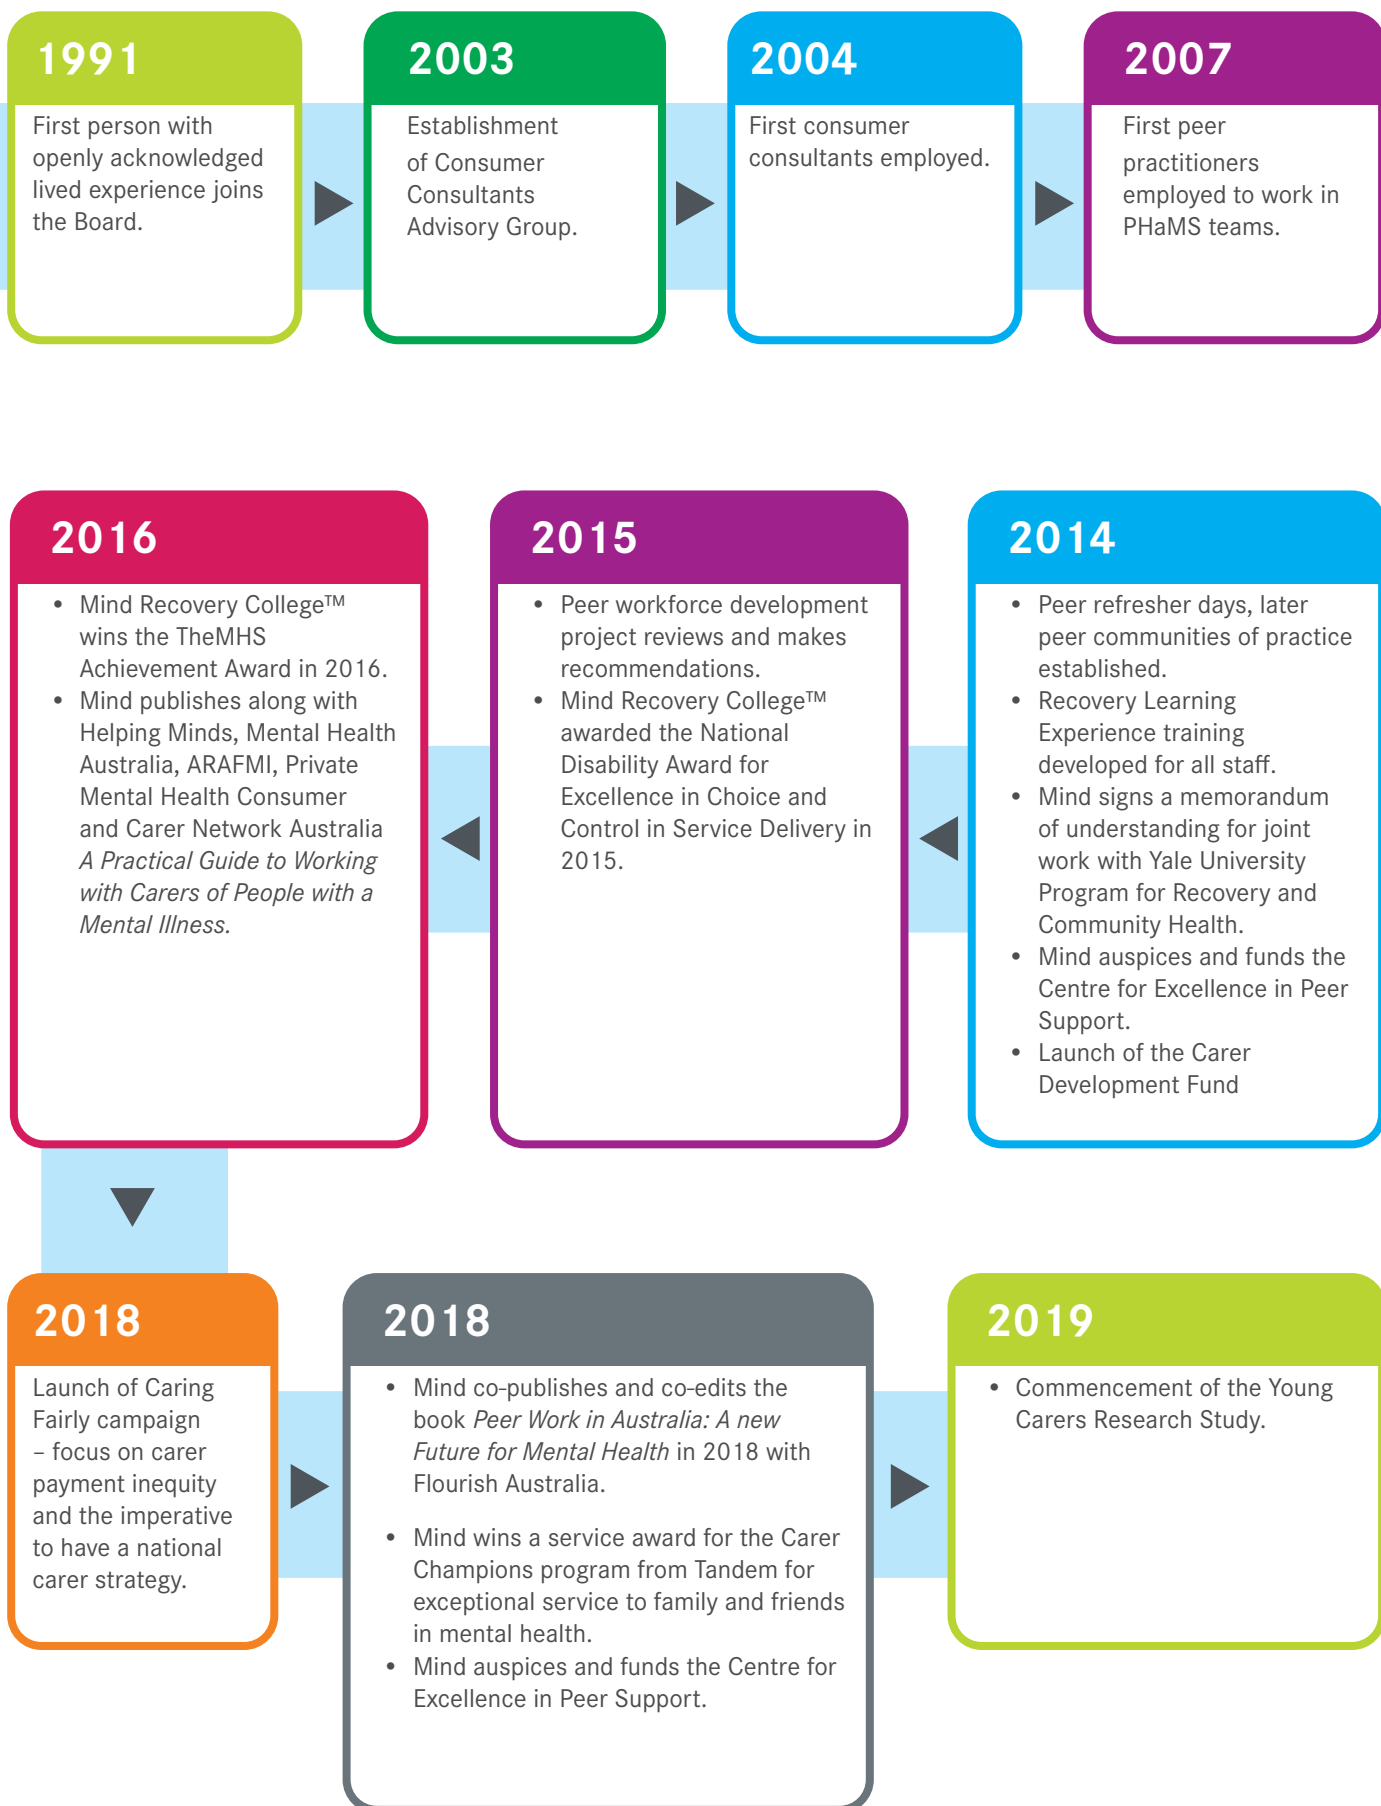 1991
First person with
openly acknowledged
lived experience joins
the Board.
2003
Establishment
of Consumer
Consultants
Advisory Group.
2004
First consumer
consultants employed.
2007
First peer
practitioners
employed to work in
PHaMS teams.
2016
• Mind Recovery College™
wins the TheMHS
Achievement Award in 2016.
• Mind publishes along with
Helping Minds, Mental Health
Australia, ARAFMI, Private
Mental Health Consumer
and Carer Network Australia
A Practical Guide to Working
with Carers of People with a
Mental Illness.
2015
• Peer workforce development
project reviews and makes
recommendations.
• Mind Recovery College™
awarded the National
Disability Award for
Excellence in Choice and
Control in Service Delivery in
2015.
2014
• Peer refresher days, later
peer communities of practice
established.
• Recovery Learning
Experience training
developed for all staff.
• Mind signs a memorandum
of understanding for joint
work with Yale University
Program for Recovery and
Community Health.
• Mind auspices and funds the
Centre for Excellence in Peer
Support.
• Launch of the Carer
Development Fund
2018
Launch of Caring
Fairly campaign
– focus on carer
payment inequity
and the imperative
to have a national
carer strategy.
2018
• Mind co-publishes and co-edits the
book Peer Work in Australia: A new
Future for Mental Health in 2018 with
Flourish Australia.
• Mind wins a service award for the Carer
Champions program from Tandem for
exceptional service to family and friends
in mental health.
• Mind auspices and funds the Centre for
Excellence in Peer Support.
2019
• Commencement of the Young
Carers Research Study.